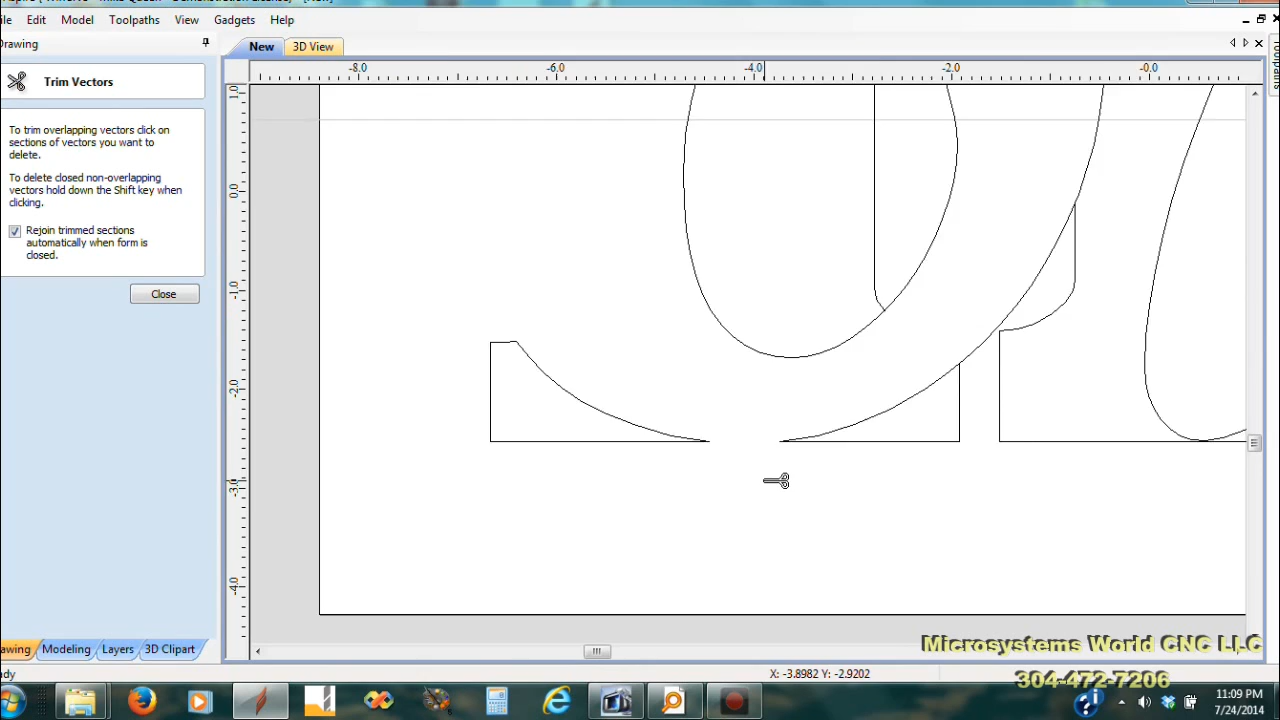 File Edit Model Toolpaths View Gadgets Help
Drawing
New
3D View
Trim Vectors
To trim overlapping vectors click on
sections of vectors you want to
delete.
To delete closed non-overlapping
vectors hold down the Shift key when
clicking.
Rejoin trimmed sections
automatically when form is
closed.
Close
-8.0 -6.0 -4.0 -2.0 -0.0
1.0
0.0
-1.0
-2.0
-3.0
-4.0
Drawing Modeling Layers 3D Clipart
Microsystems World CNC LLC
304-472-7206
X: -3.8982 Y: -2.9202
11:09 PM
7/24/2014